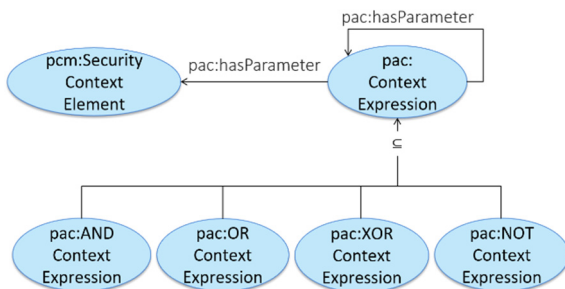 pac:hasParameter
pcm:Security
Context
Element
pac:hasParameter
pac:
Context
Expression
⊆
pac:AND
Context
Expression
pac:OR
Context
Expression
pac:XOR
Context
Expression
pac:NOT
Context
Expression